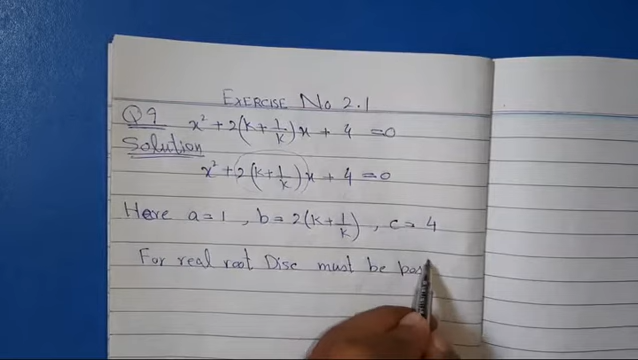 EXERCISE No 2.1
Q9 x² + 2(k + 1/k)x + 4 = 0
Solution
x² + 2(k + 1/k)x + 4 = 0
Here a = 1 , b = 2(k + 1/k) , c = 4
For real root Disc must be